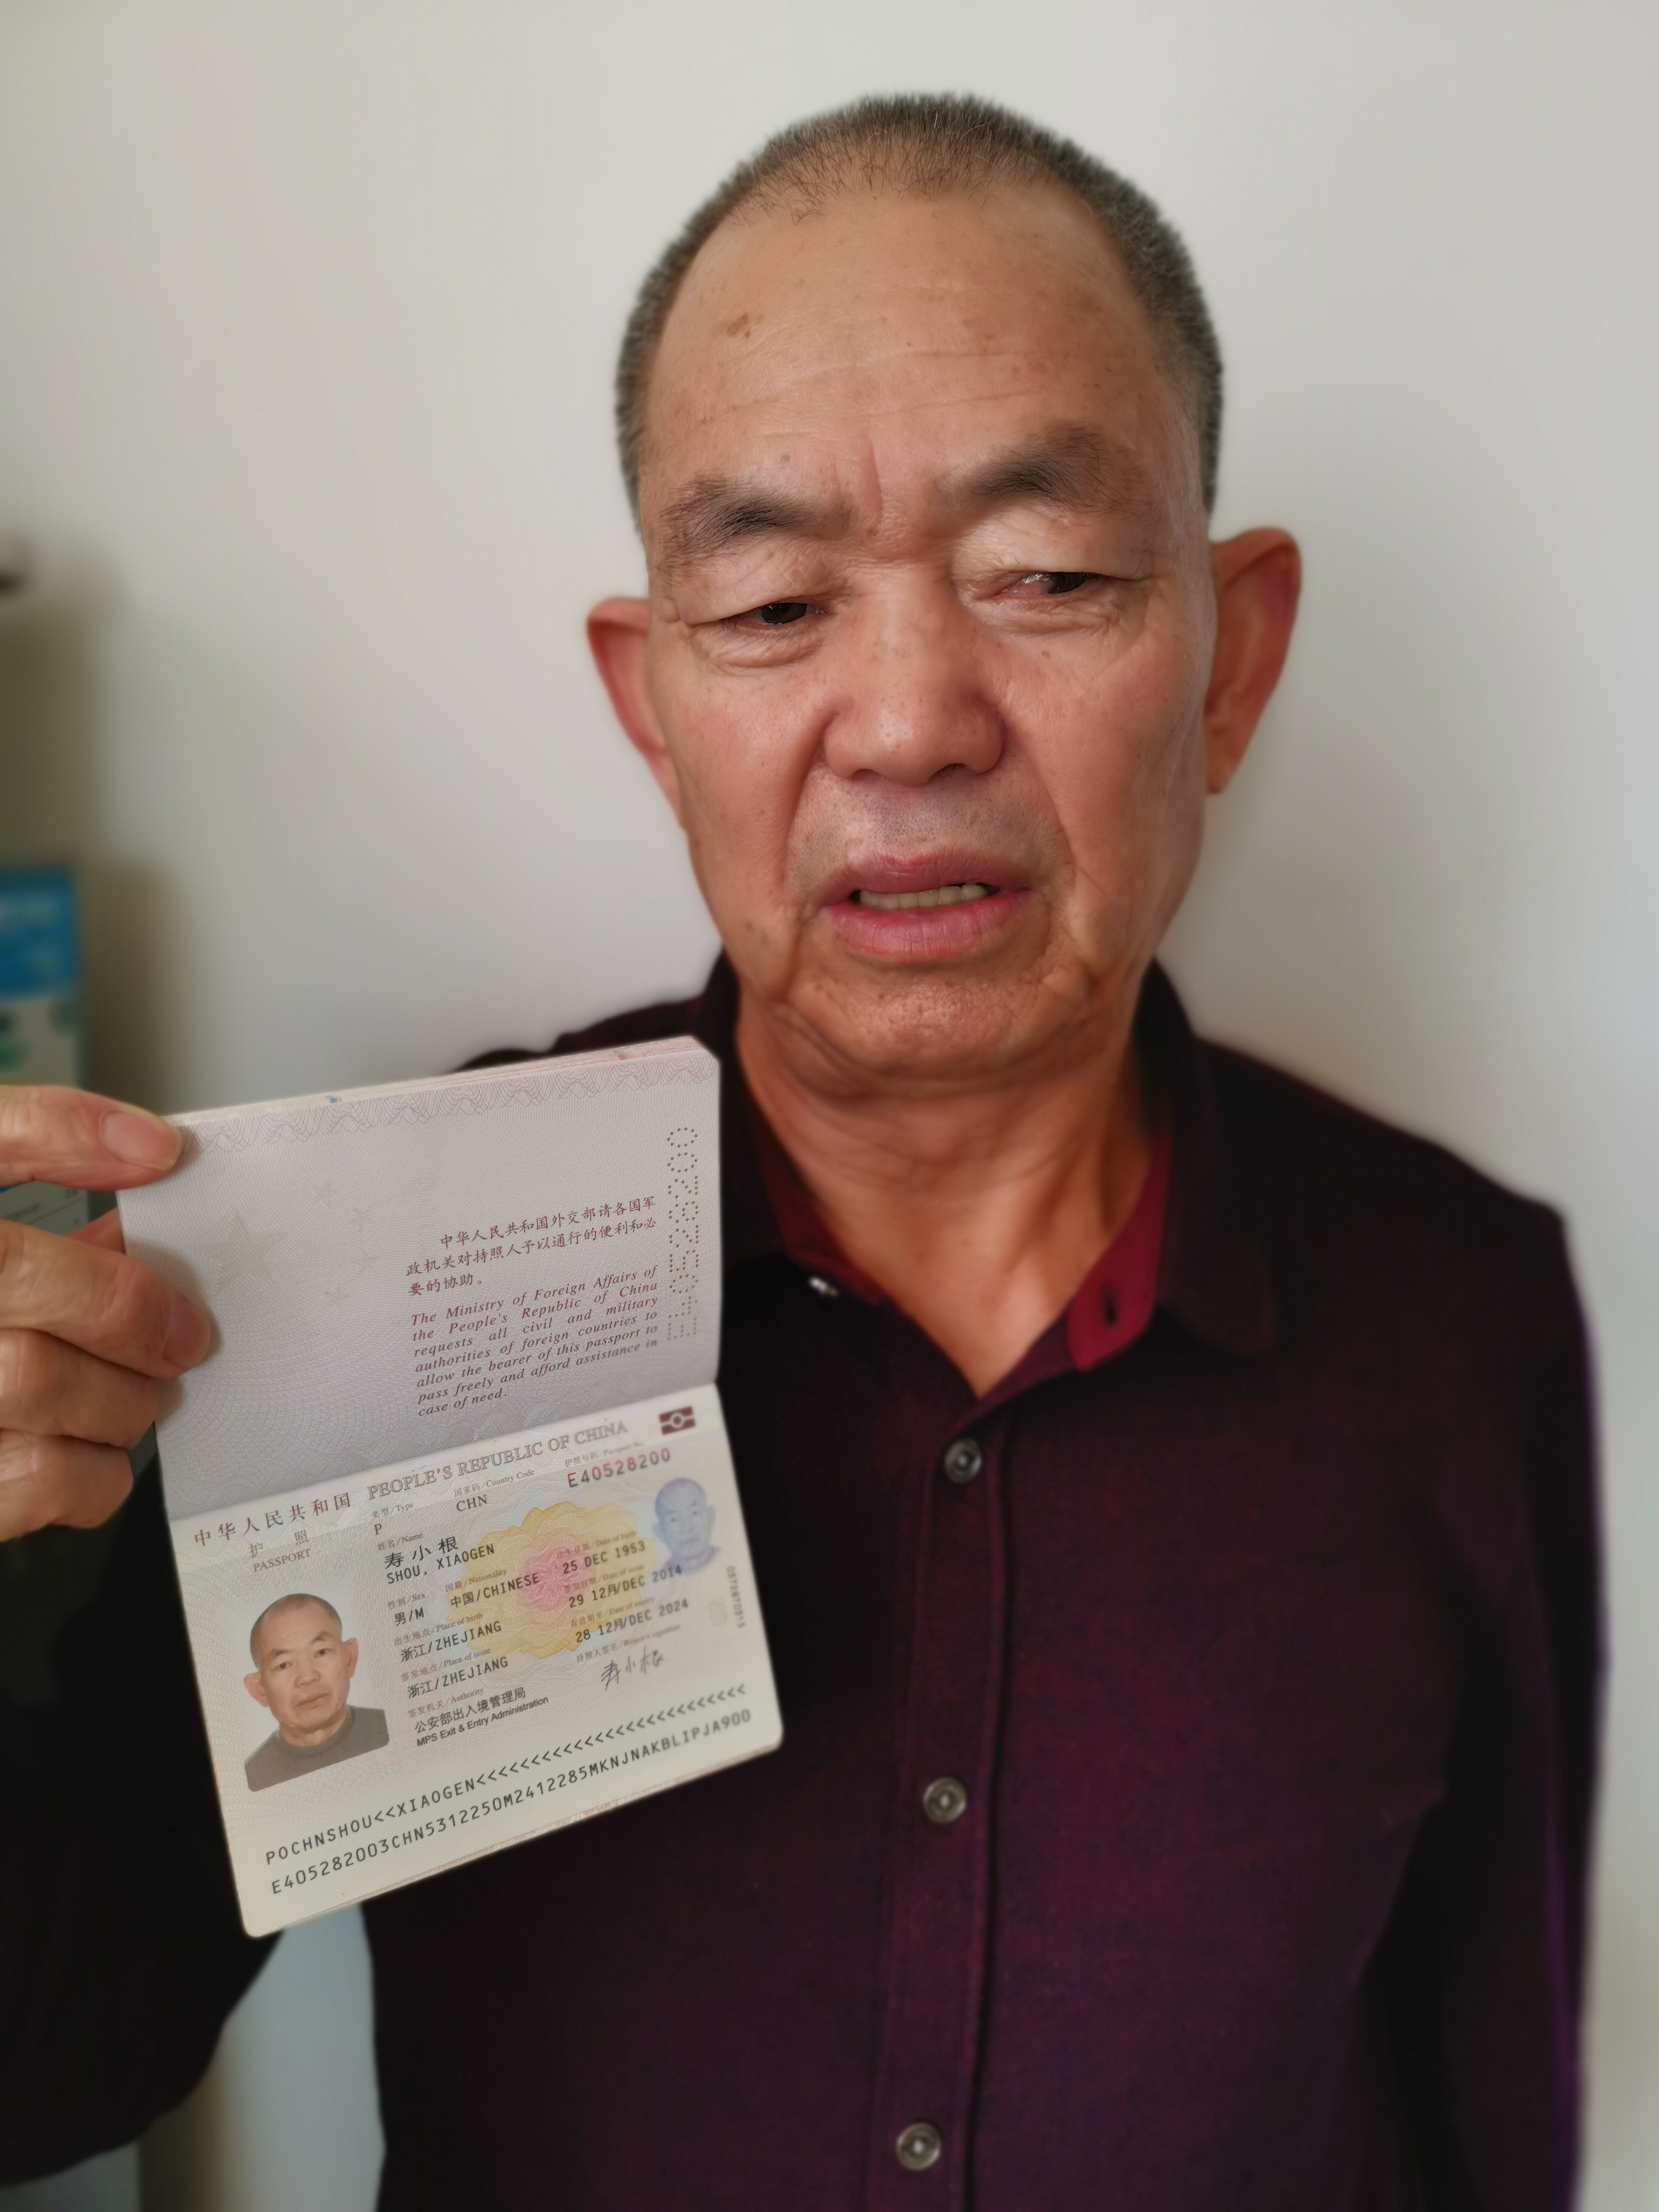 中华人民共和国外交部请各国军
政机关对持照人予以通行的便利和必
要的协助。
The Ministry of Foreign Affairs of
the People's Republic of China
requests all civil and military
authorities of foreign countries to
allow the bearer of this passport to
pass freely and afford assistance in
case of need.
E40528200
中华人民共和国 PEOPLE'S REPUBLIC OF CHINA
护照
PASSPORT
类型/Type
国家码/Country Code
护照号码/Passport No.
P
CHN
E40528200
姓名/Name
寿小根
SHOU, XIAOGEN
性别/Sex
国籍/Nationality
出生日期/Date of birth
男/M
中国/CHINESE
25 DEC 1953
出生地点/Place of birth
签发日期/Date of issue
浙江/ZHEJIANG
29 12月/DEC 2014
签发地点/Place of issue
有效期至/Date of expiry
浙江/ZHEJIANG
28 12月/DEC 2024
签发机关/Authority
持照人签名/Bearer's signature
公安部出入境管理局
MPS Exit & Entry Administration
寿小根
POCHNSHOU<<XIAOGEN<<<<<<<<<<<<<<<<<<<<<<<<<<
E405282003CHN5312250M2412285MKNJNAKBLIPJA900